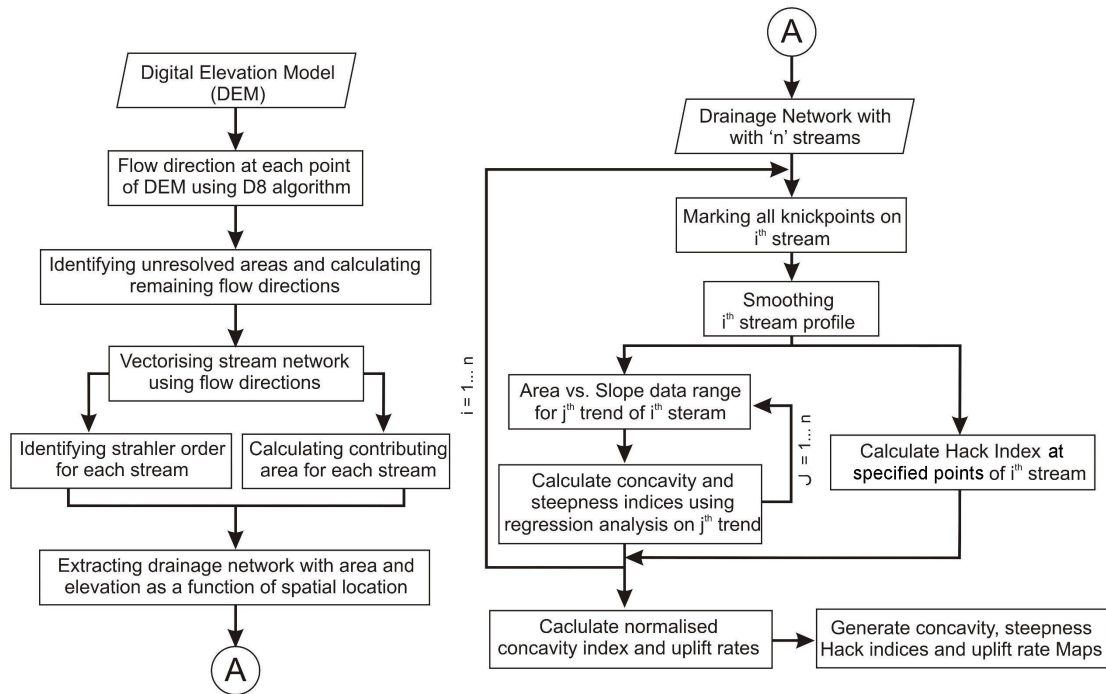 Digital Elevation Model
(DEM)
Flow direction at each point
of DEM using D8 algorithm
Identifying unresolved areas and calculating
remaining flow directions
Vectorising stream network
using flow directions
Identifying strahler order
for each stream
Calculating contributing
area for each stream
Extracting drainage network with area and
elevation as a function of spatial location
A
A
Drainage Network with
with ‘n’ streams
Marking all knickpoints on
iᵗʰ stream
Smoothing
iᵗʰ stream profile
i = 1... n
Area vs. Slope data range
for jᵗʰ trend of iᵗʰ steram
J = 1... n
Calculate concavity and
steepness indices using
regression analysis on jᵗʰ trend
Calculate Hack Index at
specified points of iᵗʰ stream
Caclulate normalised
concavity index and uplift rates
Generate concavity, steepness
Hack indices and uplift rate Maps